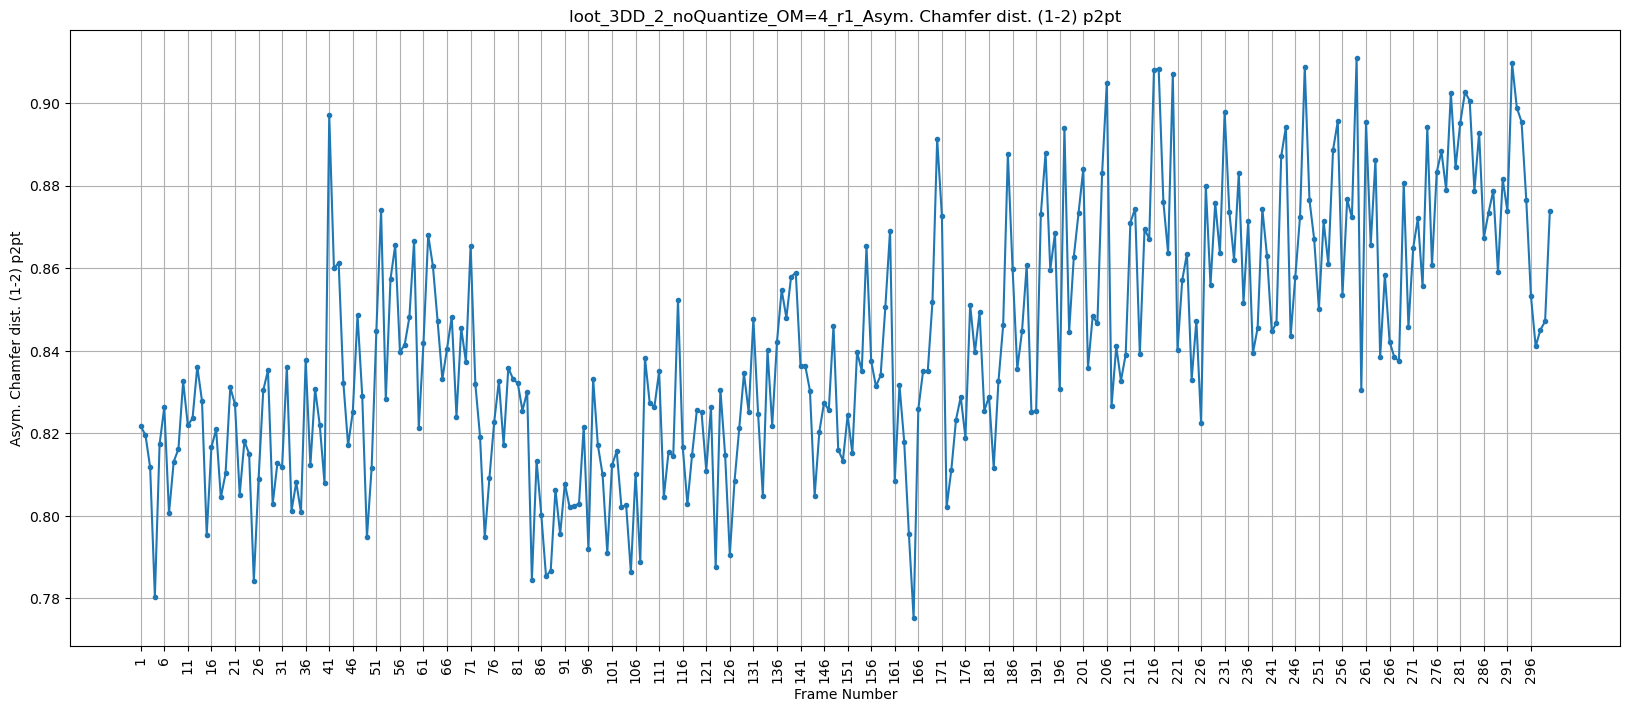 loot_3DD_2_noQuantize_OM=4_r1_Asym. Chamfer dist. (1-2) p2pt
Asym. Chamfer dist. (1-2) p2pt
0.90
0.88
0.86
0.84
0.82
0.80
0.78
1 6 11 16 21 26 31 36 41 46 51 56 61 66 71 76 81 86 91 96 101 106 111 116 121 126 131 136 141 146 151 156 161 166 171 176 181 186 191 196 201 206 211 216 221 226 231 236 241 246 251 256 261 266 271 276 281 286 291 296
Frame Number